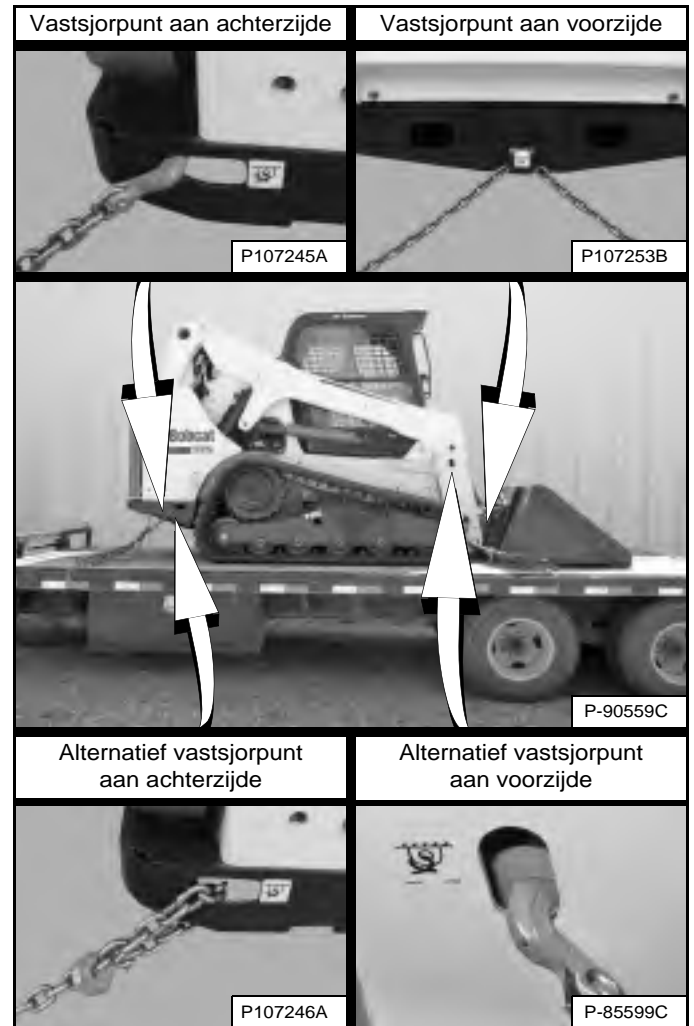 Vastsjorpunt aan achterzijde
Vastsjorpunt aan voorzijde
P107245A
P107253B
Bobcat
P-90559C
Alternatief vastsjorpunt
aan achterzijde
Alternatief vastsjorpunt
aan voorzijde
P107246A
P-85599C